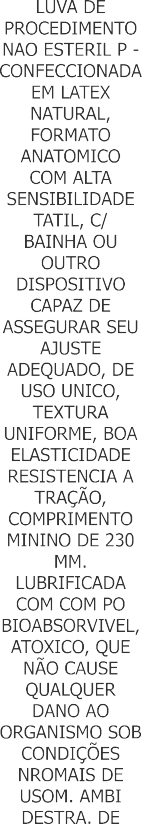 LUVA DE
PROCEDIMENTO
NAO ESTERIL P -
CONFECCIONADA
EM LATEX
NATURAL,
FORMATO
ANATOMICO
COM ALTA
SENSIBILIDADE
TATIL, C/
BAINHA OU
OUTRO
DISPOSITIVO
CAPAZ DE
ASSEGURAR SEU
AJUSTE
ADEQUADO, DE
USO UNICO,
TEXTURA
UNIFORME, BOA
ELASTICIDADE
RESISTENCIA A
TRAÇÃO,
COMPRIMENTO
MININO DE 230
MM.
LUBRIFICADA
COM COM PO
BIOABSORVIVEL,
ATOXICO, QUE
NÃO CAUSE
QUALQUER
DANO AO
ORGANISMO SOB
CONDIÇÕES
NROMAIS DE
USOM. AMBI
DESTRA. DE